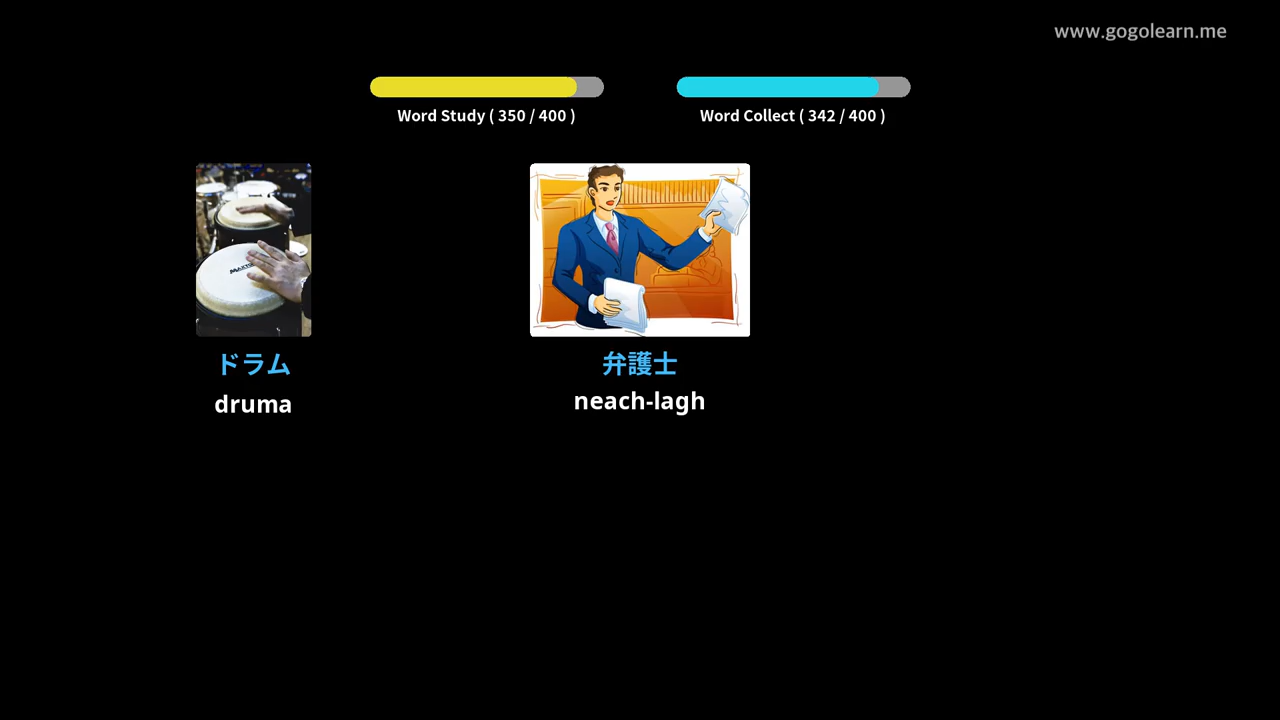 www.gogolearn.me
Word Study ( 350 / 400 )
Word Collect ( 342 / 400 )
ドラム
druma
弁護士
neach-lagh